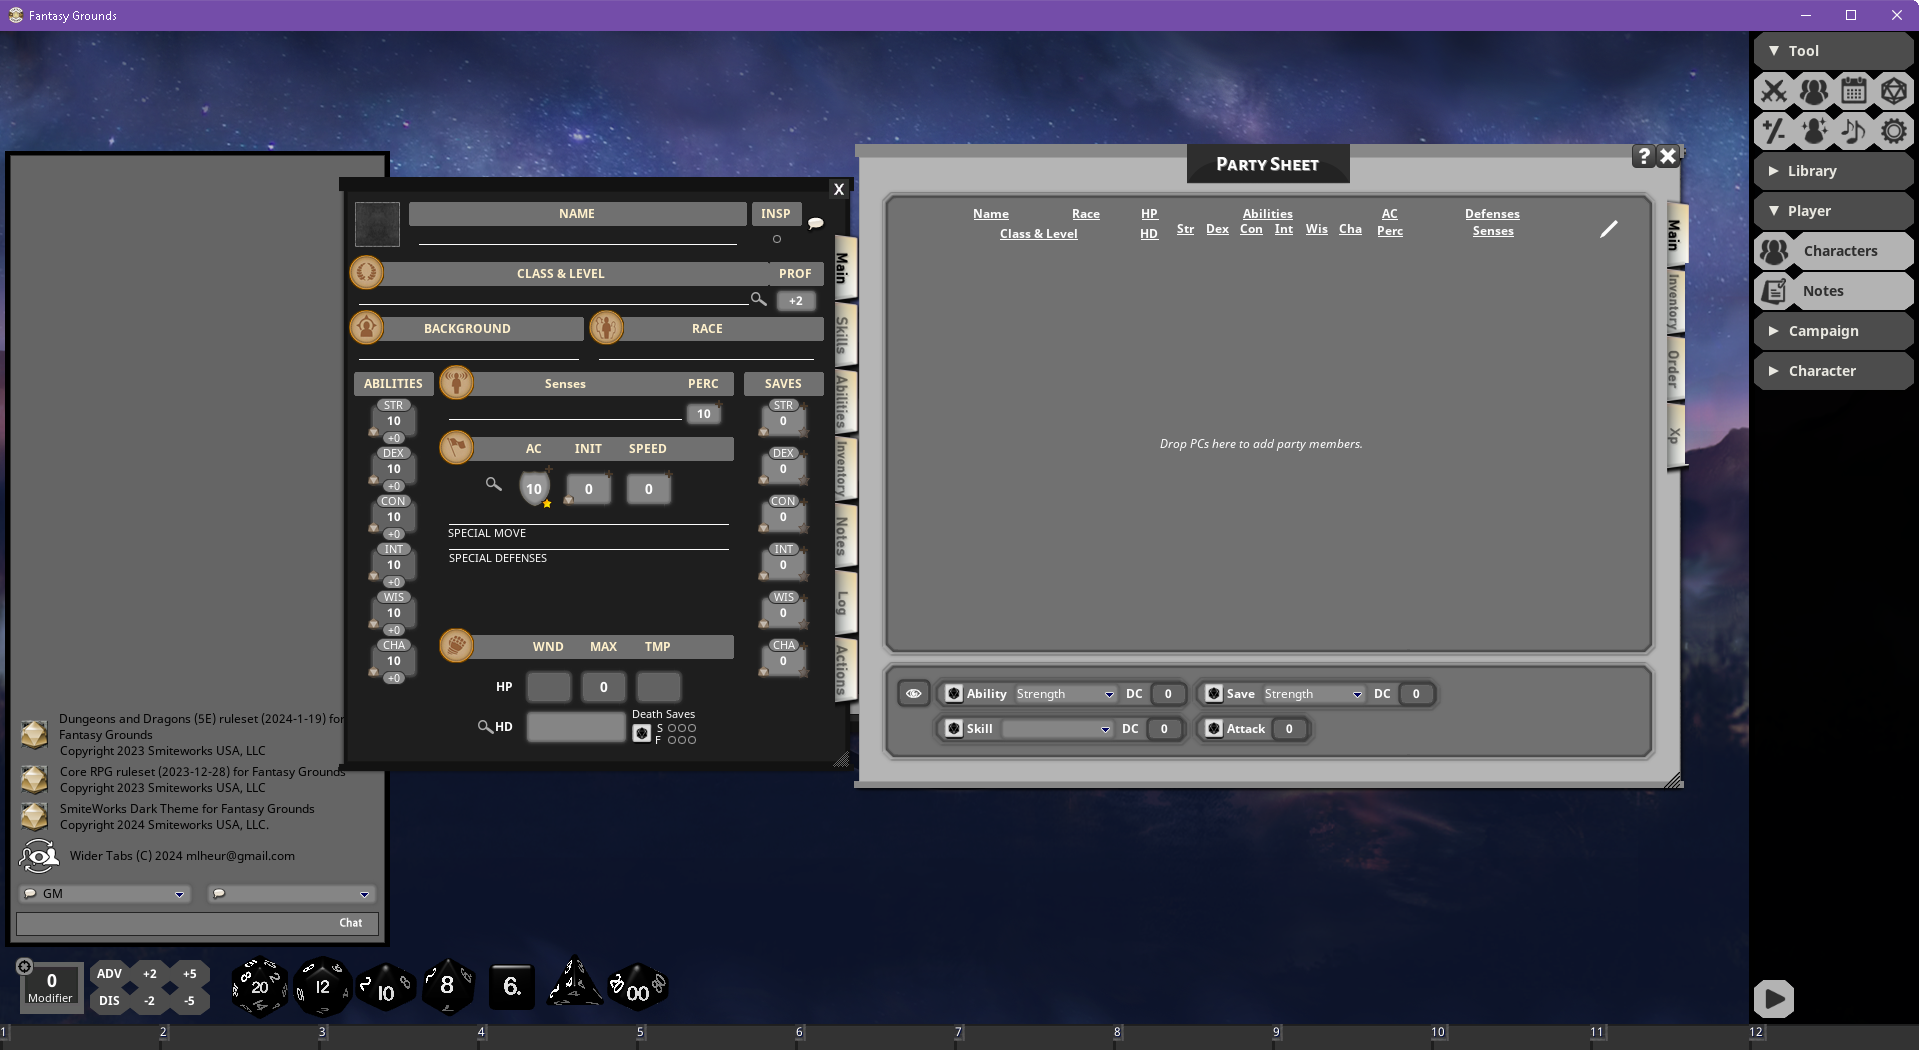 Fantasy Grounds
Tool
Library
Player
Characters
Notes
Campaign
Character
NAME
INSP
CLASS & LEVEL
PROF
+2
BACKGROUND
RACE
ABILITIES
Senses
PERC
SAVES
10
STR
10
+0
DEX
10
+0
CON
10
+0
INT
10
+0
WIS
10
+0
CHA
10
+0
AC
INIT
SPEED
10
0
0
SPECIAL MOVE
SPECIAL DEFENSES
WND
MAX
TMP
HP
0
HD
Death Saves
S
F
STR
0
DEX
0
CON
0
INT
0
WIS
0
CHA
0
X
Main
Skills
Abilities
Inventory
Notes
Log
Actions
PARTY SHEET
?
Name
Race
HP
Abilities
AC
Defenses
Class & Level
HD
Str
Dex
Con
Int
Wis
Cha
Perc
Senses
Drop PCs here to add party members.
Main
Inventory
Order
Xp
Ability
Strength
DC
0
Save
Strength
DC
0
Skill
DC
0
Attack
0
Dungeons and Dragons (5E) ruleset (2024-1-19) for
Fantasy Grounds
Copyright 2023 Smiteworks USA, LLC
Core RPG ruleset (2023-12-28) for Fantasy Grounds
Copyright 2023 Smiteworks USA, LLC
SmiteWorks Dark Theme for Fantasy Grounds
Copyright 2024 Smiteworks USA, LLC.
Wider Tabs (C) 2024 mlheur@gmail.com
GM
Chat
0
Modifier
ADV
+2
+5
DIS
-2
-5
20
12
10
8
6.
00
1
2
3
4
5
6
7
8
9
10
11
12